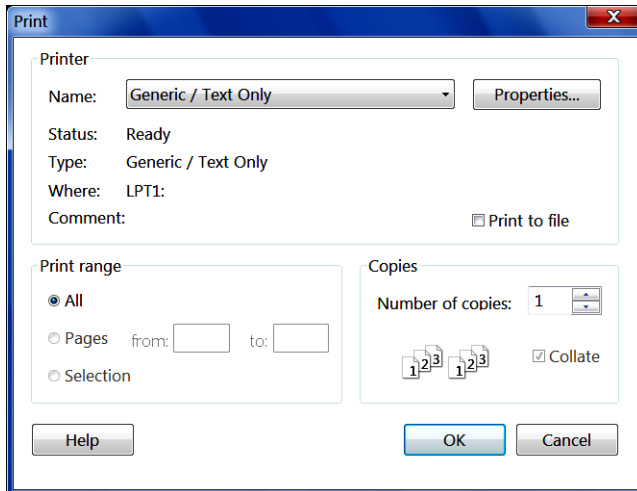 Print
X
Printer
Name: Generic / Text Only Properties...
Status: Ready
Type: Generic / Text Only
Where: LPT1:
Comment: Print to file
Print range
All
Pages from: to:
Selection
Copies
Number of copies: 1
1 2 3 1 2 3 Collate
Help OK Cancel